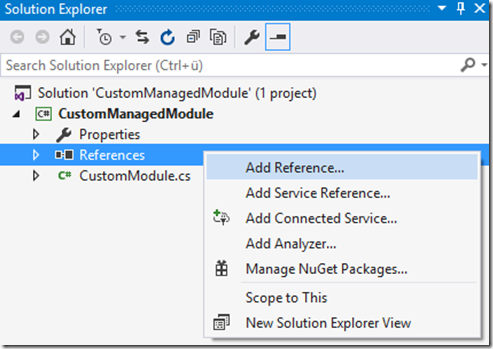 Solution Explorer
Search Solution Explorer (Ctrl+ü)
Solution 'CustomManagedModule' (1 project)
C# CustomManagedModule
Properties
References
C# CustomModule.cs
Add Reference...
Add Service Reference...
Add Connected Service...
Add Analyzer...
Manage NuGet Packages...
Scope to This
New Solution Explorer View